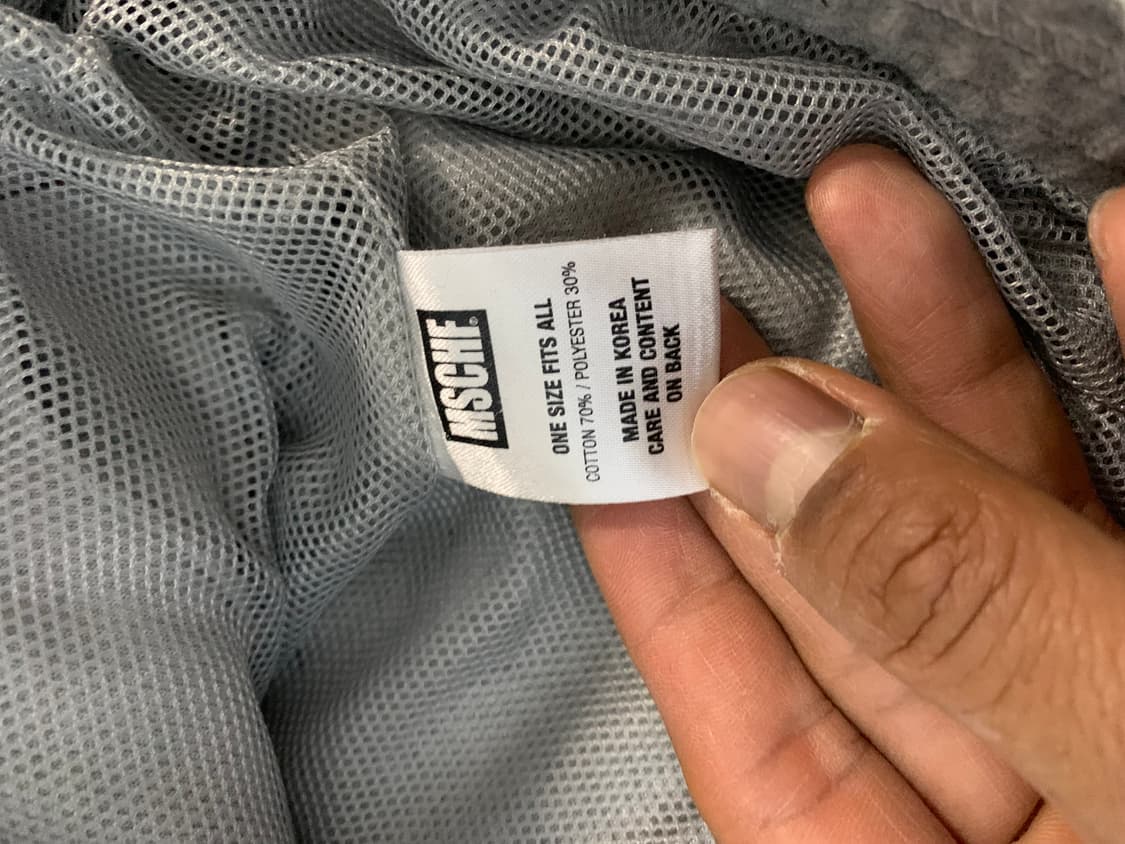 MSCHF®
ONE SIZE FITS ALL
COTTON 70% / POLYESTER 30%
MADE IN KOREA
CARE AND CONTENT
ON BACK